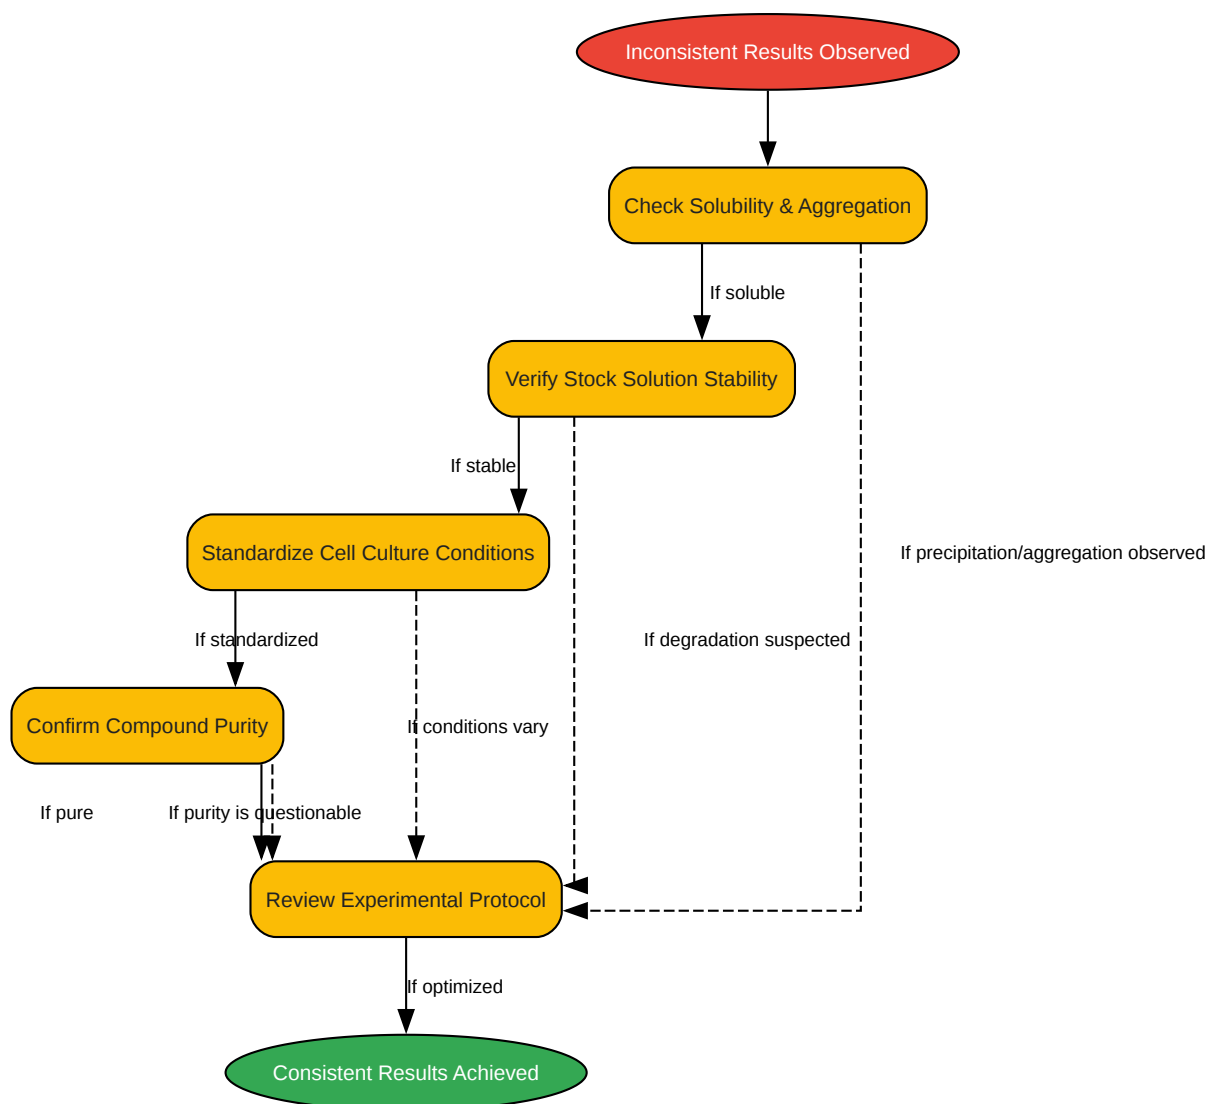 Inconsistent Results Observed
Check Solubility & Aggregation
If soluble
Verify Stock Solution Stability
If stable
Standardize Cell Culture Conditions
If precipitation/aggregation observed
If standardized
If degradation suspected
Confirm Compound Purity
If conditions vary
If pure
If purity is questionable
Review Experimental Protocol
If optimized
Consistent Results Achieved